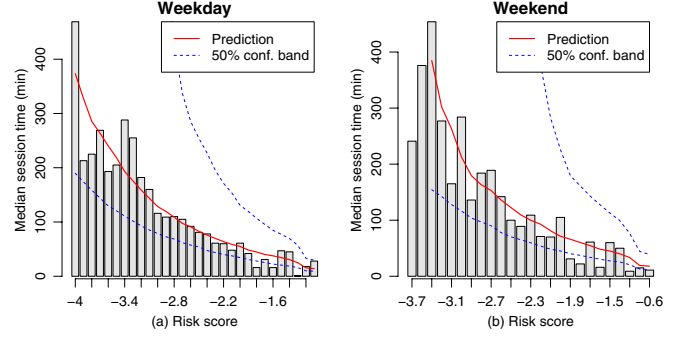 Weekday
Prediction
50% conf. band
Median session time (min)
400
300
200
100
0
−4 −3.4 −2.8 −2.2 −1.6
(a) Risk score
Weekend
Prediction
50% conf. band
Median session time (min)
400
300
200
100
0
−3.7 −3.1 −2.7 −2.3 −1.9 −1.5 −0.6
(b) Risk score